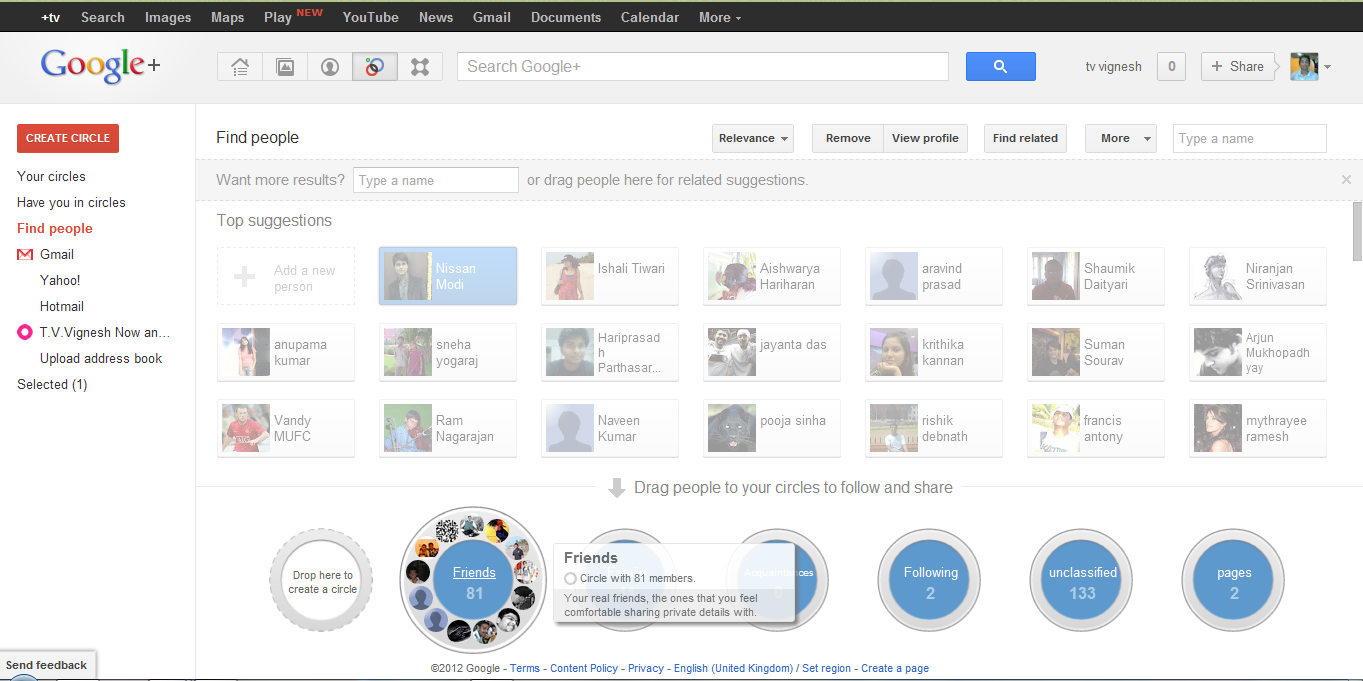 +tv Search Images Maps Play NEW YouTube News Gmail Documents Calendar More
Google+
Search Google+
tv vignesh
0
+ Share
CREATE CIRCLE
Your circles
Have you in circles
Find people
Gmail
Yahoo!
Hotmail
T.V.Vignesh Now an...
Upload address book
Selected (1)
Find people
Relevance
Remove
View profile
Find related
More
Type a name
Want more results?
Type a name
or drag people here for related suggestions.
Top suggestions
Add a new
person
Nissan
Modi
Ishali Tiwari
Aishwarya
Hariharan
aravind
prasad
Shaumik
Daityari
Niranjan
Srinivasan
anupama
kumar
sneha
yogaraj
Hariprasad
h
Parthasar...
jayanta das
krithika
kannan
Suman
Sourav
Arjun
Mukhopadh
yay
Vandy
MUFC
Ram
Nagarajan
Naveen
Kumar
pooja sinha
rishik
debnath
francis
antony
mythrayee
ramesh
Drag people to your circles to follow and share
Drop here to
create a circle
Friends
81
Friends
Circle with 81 members.
Your real friends, the ones that you feel
comfortable sharing private details with.
Acquaintances
0
Following
2
unclassified
133
pages
2
©2012 Google - Terms - Content Policy - Privacy - English (United Kingdom) / Set region - Create a page
Send feedback